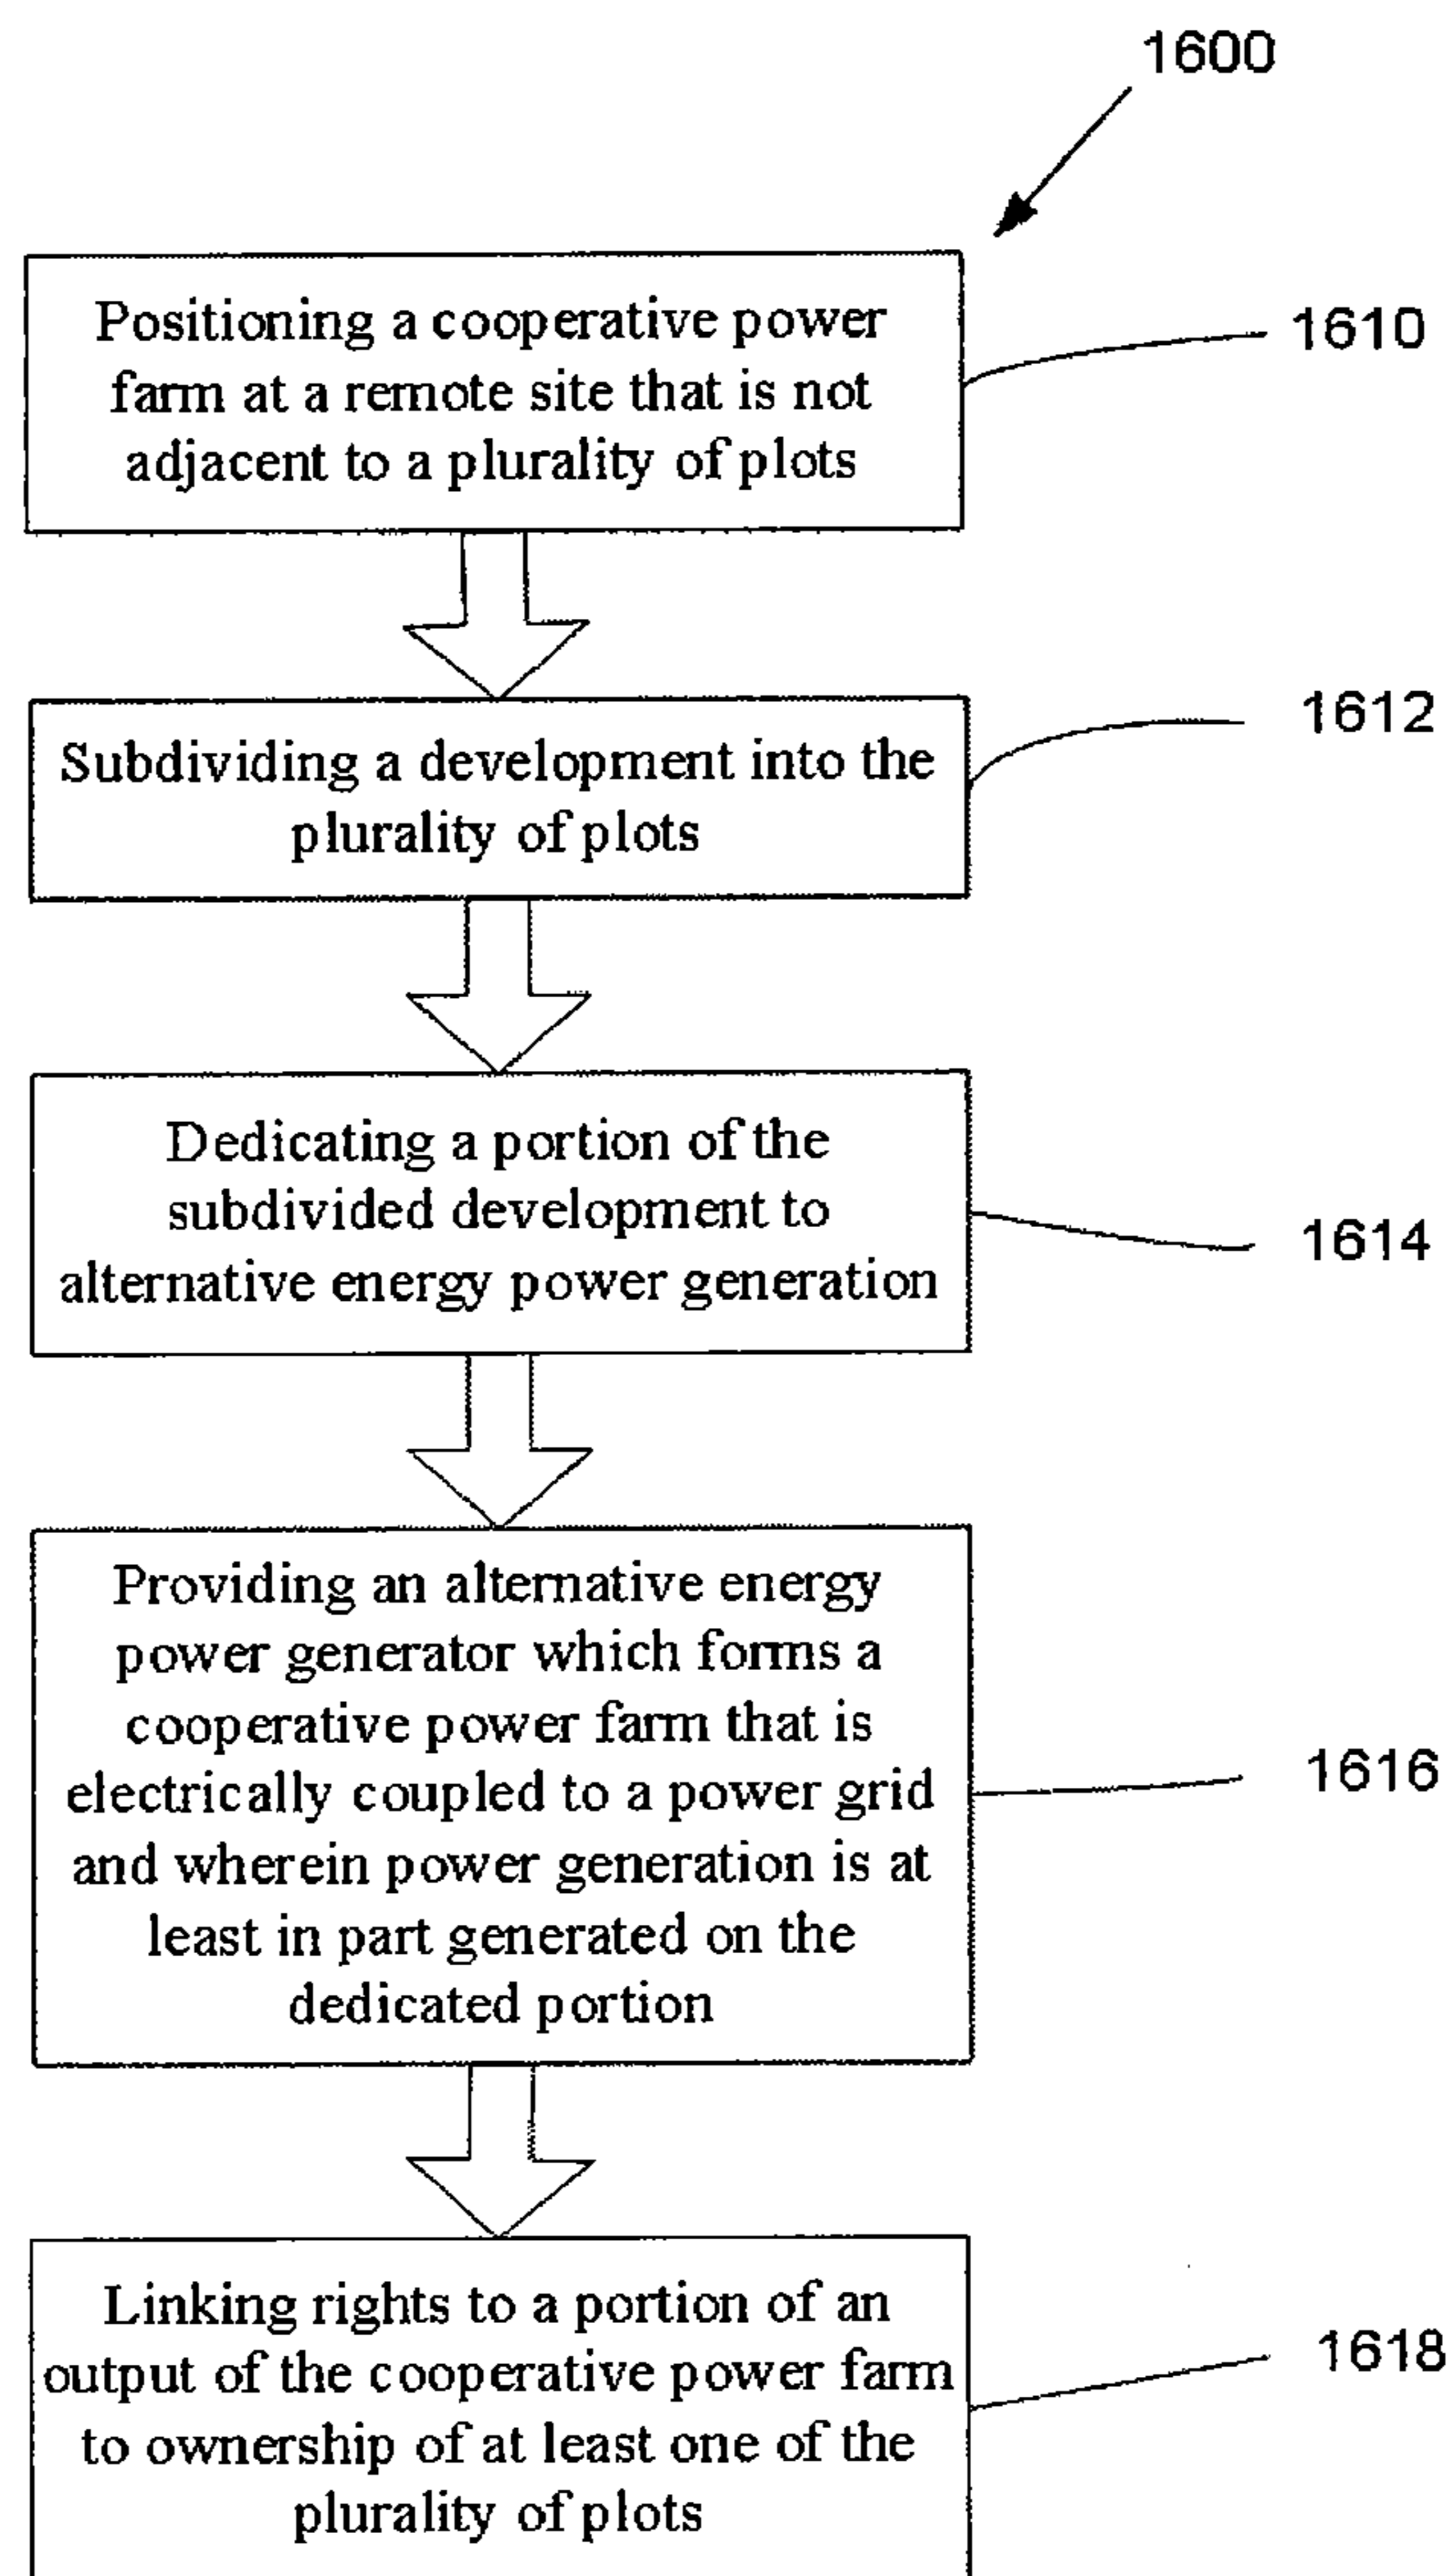 1600
Positioning a cooperative power
farm at a remote site that is not
adjacent to a plurality of plots
1610
Subdividing a development into the
plurality of plots
1612
Dedicating a portion of the
subdivided development to
alternative energy power generation
1614
Providing an alternative energy
power generator which forms a
cooperative power farm that is
electrically coupled to a power grid
and wherein power generation is at
least in part generated on the
dedicated portion
1616
Linking rights to a portion of an
output of the cooperative power farm
to ownership of at least one of the
plurality of plots
1618